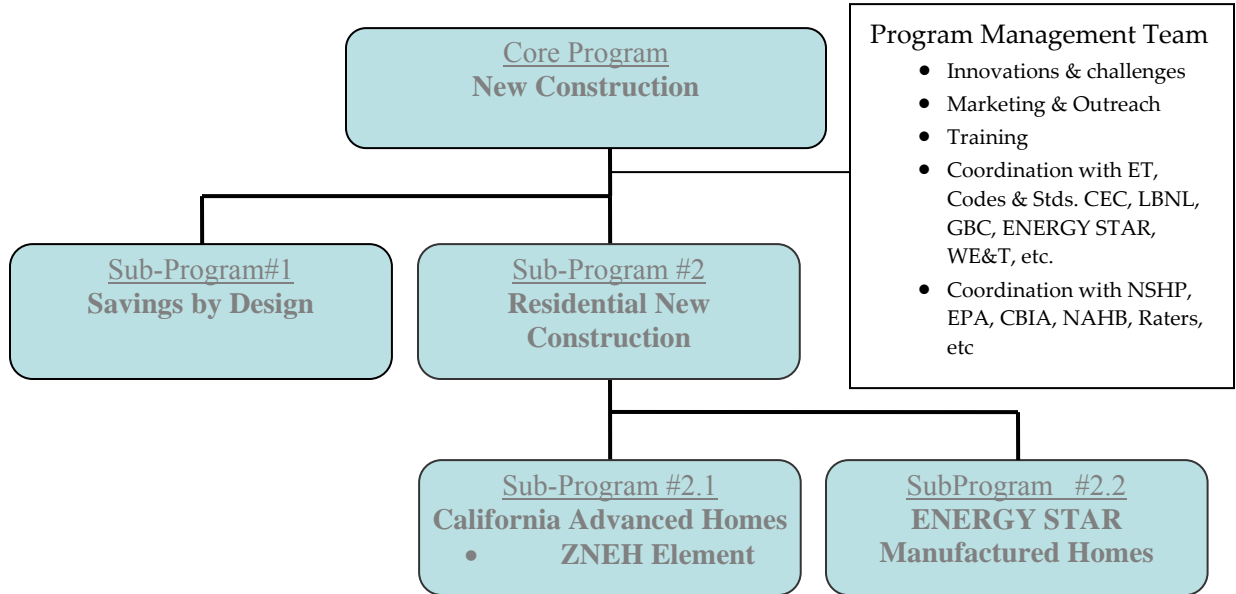 Core Program
New Construction
Program Management Team
• Innovations & challenges
• Marketing & Outreach
• Training
• Coordination with ET,
Codes & Stds. CEC, LBNL,
GBC, ENERGY STAR,
WE&T, etc.
• Coordination with NSHP,
EPA, CBIA, NAHB, Raters,
etc
Sub-Program#1
Savings by Design
Sub-Program #2
Residential New
Construction
Sub-Program #2.1
California Advanced Homes
• ZNEH Element
SubProgram #2.2
ENERGY STAR
Manufactured Homes